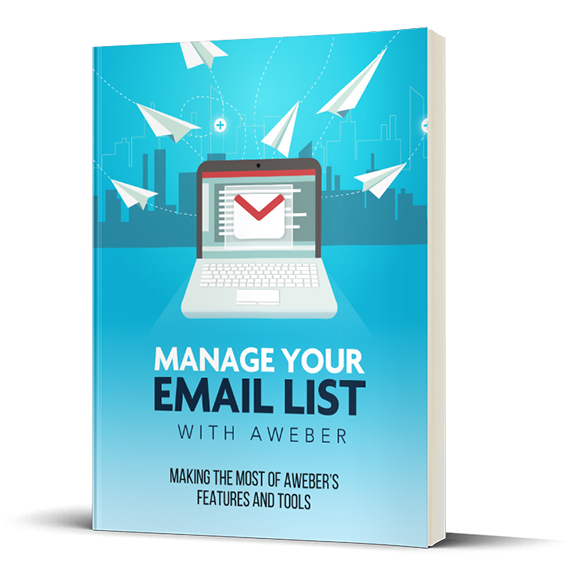 MANAGE YOUR
EMAIL LIST
WITH AWEBER
MAKING THE MOST OF AWEBER'S
FEATURES AND TOOLS